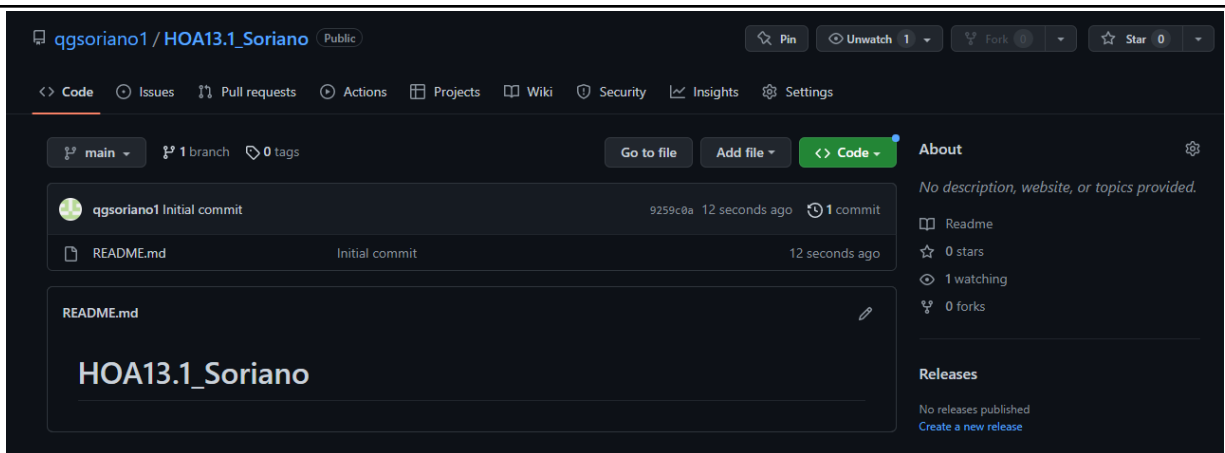 qgsoriano1 / HOA13.1_Soriano Public
Pin Unwatch 1 Fork 0 Star 0
<> Code Issues Pull requests Actions Projects Wiki Security Insights Settings
main 1 branch 0 tags Go to file Add file <> Code
qgsoriano1 Initial commit 9259c0a 12 seconds ago 1 commit
README.md Initial commit 12 seconds ago
README.md
HOA13.1_Soriano
About
No description, website, or topics provided.
Readme
0 stars
1 watching
0 forks
Releases
No releases published
Create a new release